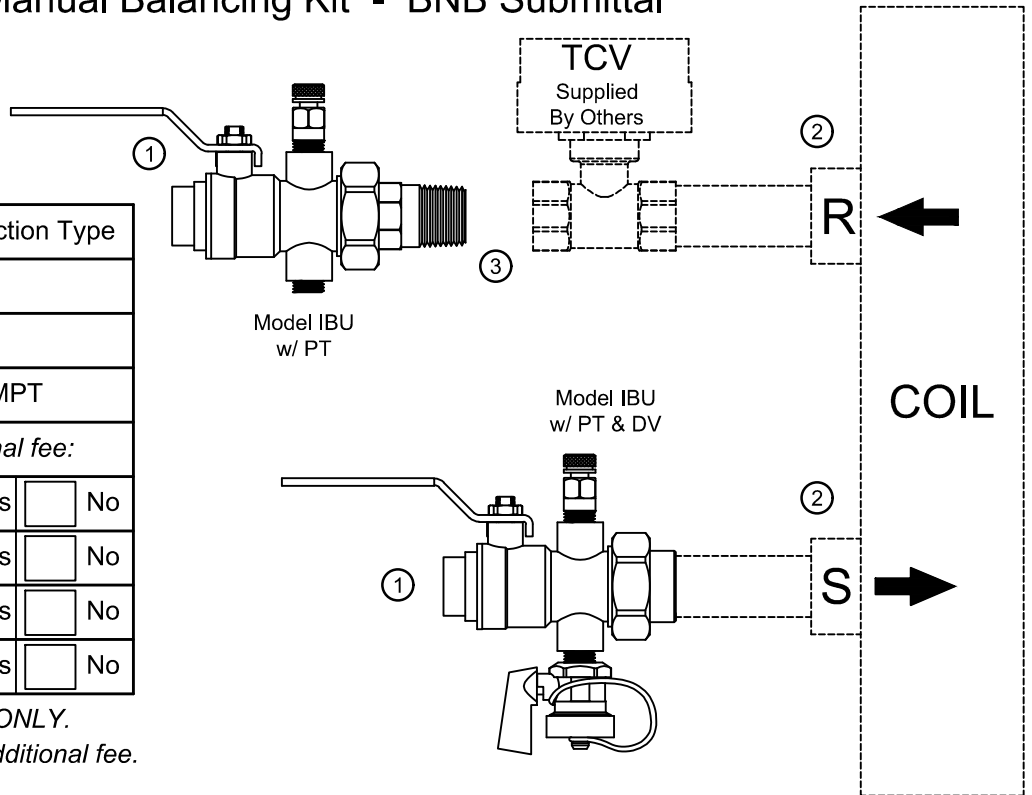 Manual Balancing Kit - BNB Submittal
TCV
Supplied
By Others
1
2
R
3
Model IBU
w/ PT
ction Type
MPT
nal fee:
s No
s No
s No
s No
ONLY.
dditional fee.
Model IBU
w/ PT & DV
COIL
1
2
S